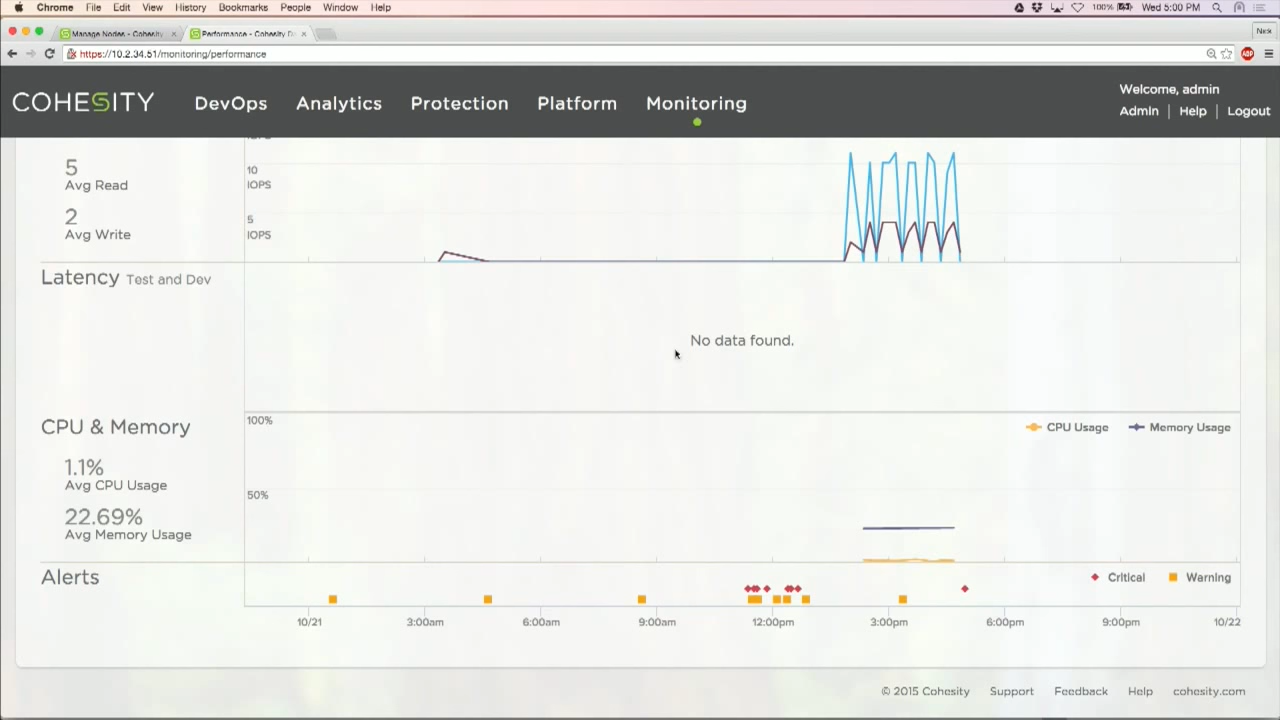 Chrome File Edit View History Bookmarks People Window Help 100% Wed 5:00 PM
Manage Nodes - Cohesity Performance - Cohesity D Nick
https://10.2.34.51/monitoring/performance ABP
COHESITY DevOps Analytics Protection Platform Monitoring
Welcome, admin
Admin | Help | Logout
5
Avg Read
2
Avg Write
10
IOPS
5
IOPS
Latency Test and Dev
No data found.
CPU & Memory
1.1%
Avg CPU Usage
22.69%
Avg Memory Usage
100%
50%
CPU Usage Memory Usage
Alerts
Critical Warning
10/21 3:00am 6:00am 9:00am 12:00pm 3:00pm 6:00pm 9:00pm 10/22
© 2015 Cohesity Support Feedback Help cohesity.com